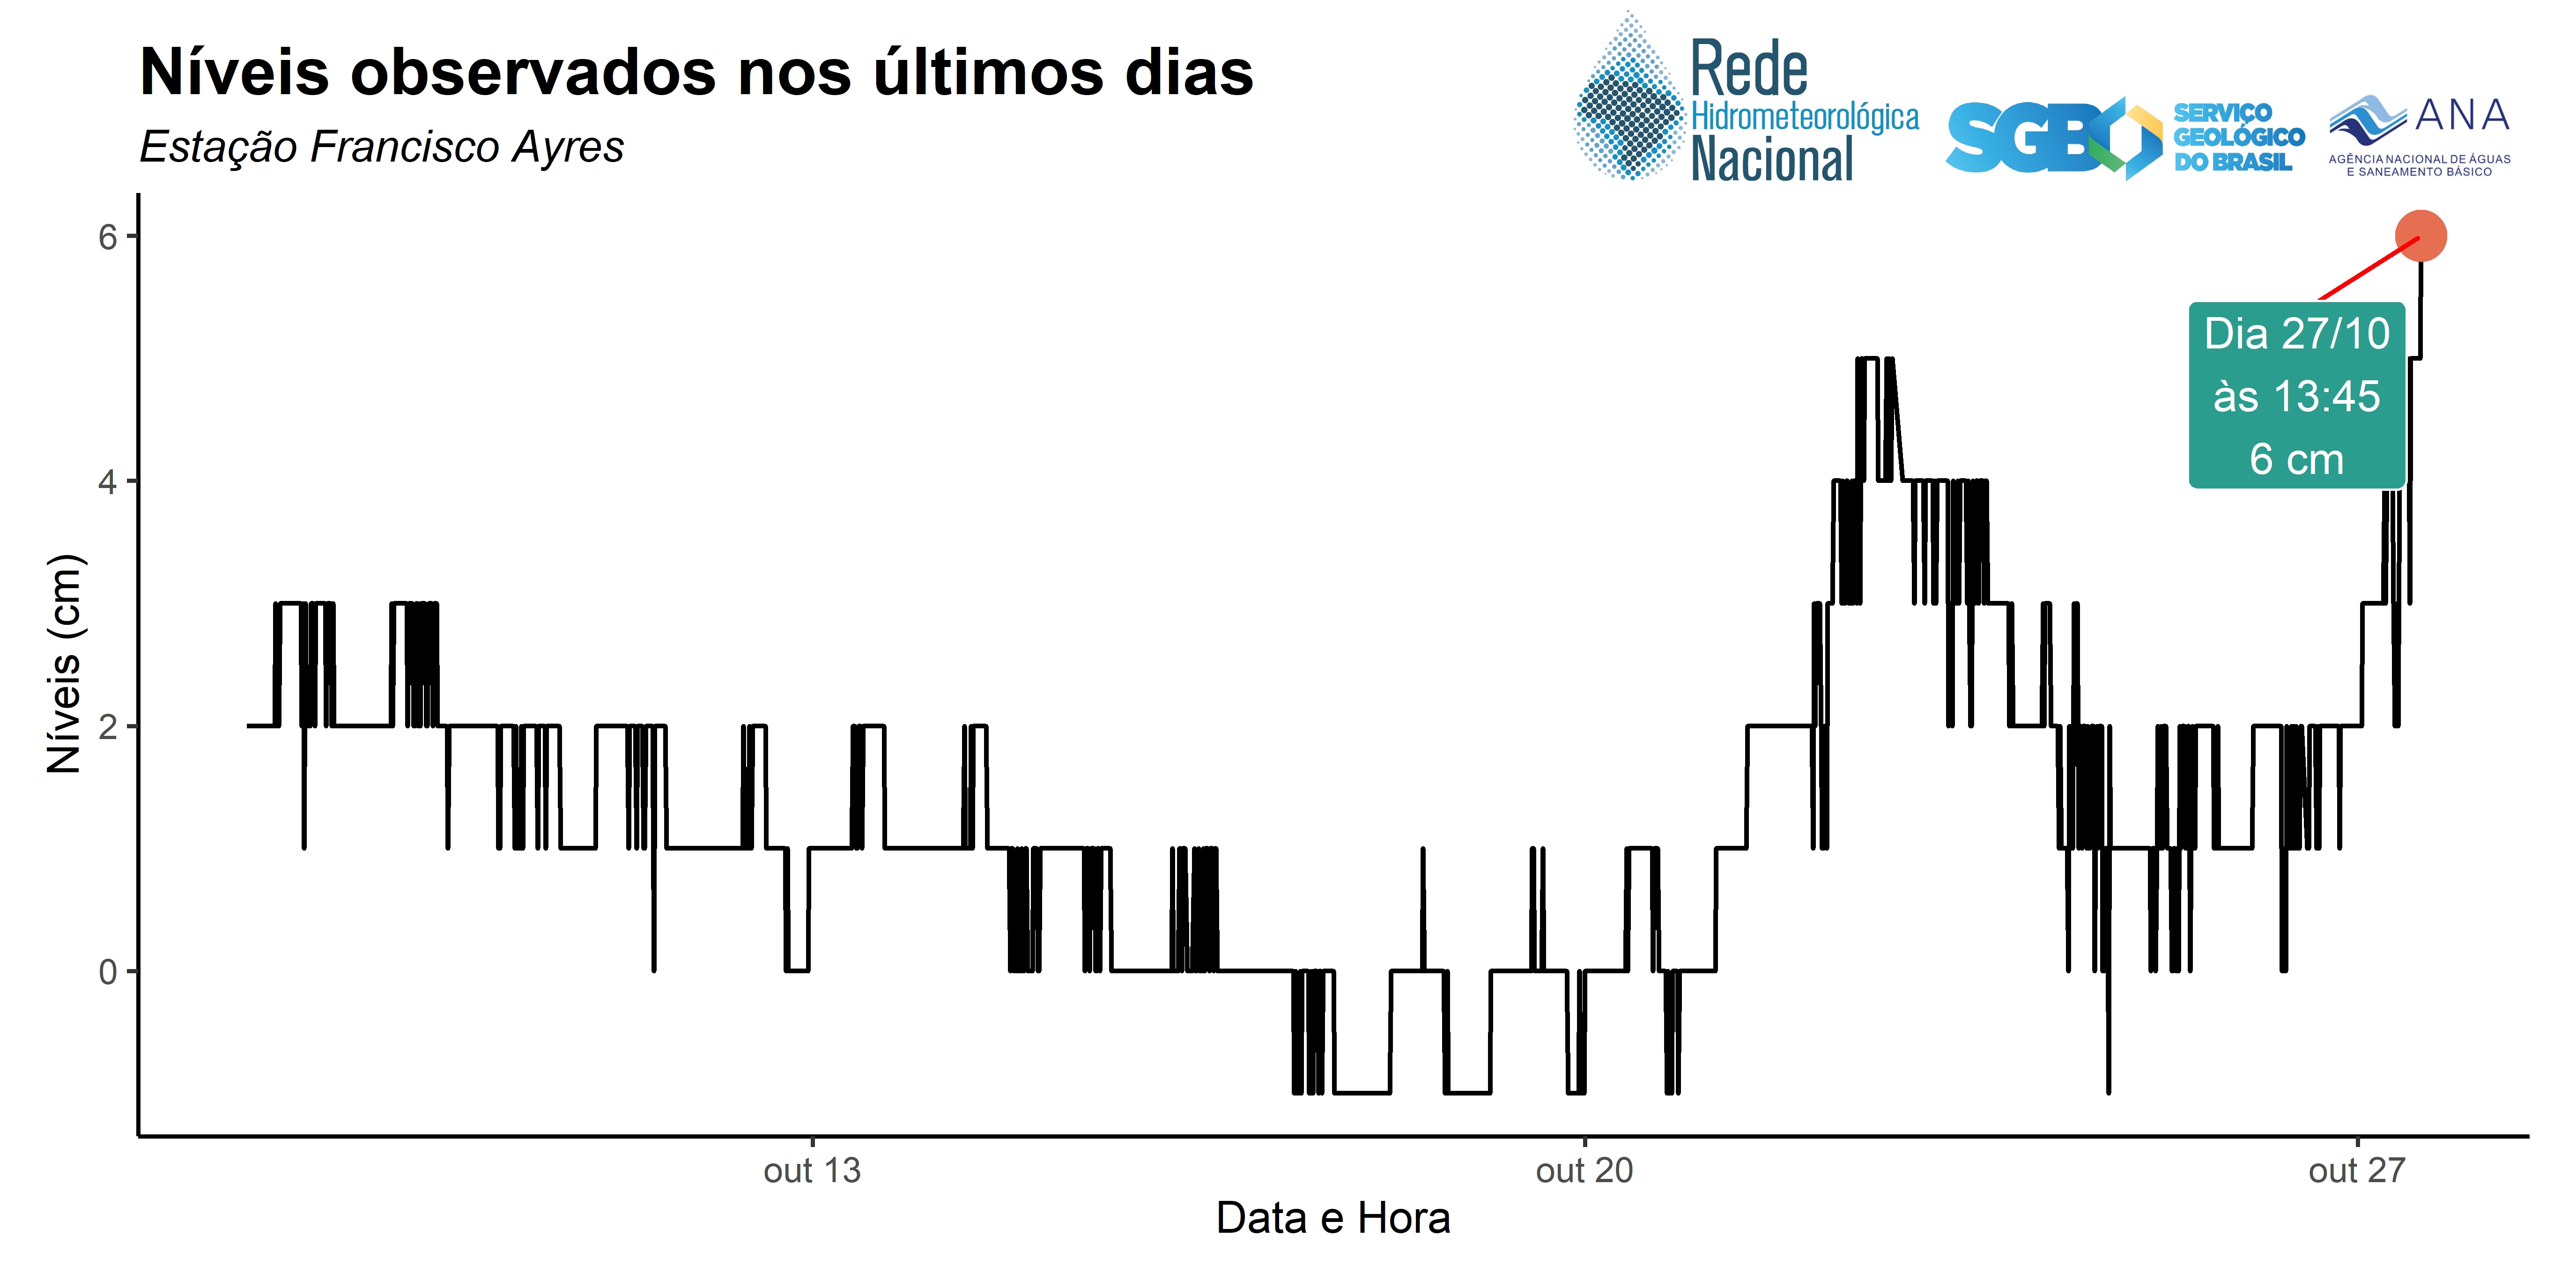 Níveis observados nos últimos dias
Estação Francisco Ayres
Rede
Hidrometeorológica
Nacional
SGB
SERVIÇO
GEOLÓGICO
DO BRASIL
ANA
AGÊNCIA NACIONAL DE ÁGUAS
E SANEAMENTO BÁSICO
6
4
2
0
Níveis (cm)
Dia 27/10
às 13:45
6 cm
out 13
out 20
out 27
Data e Hora